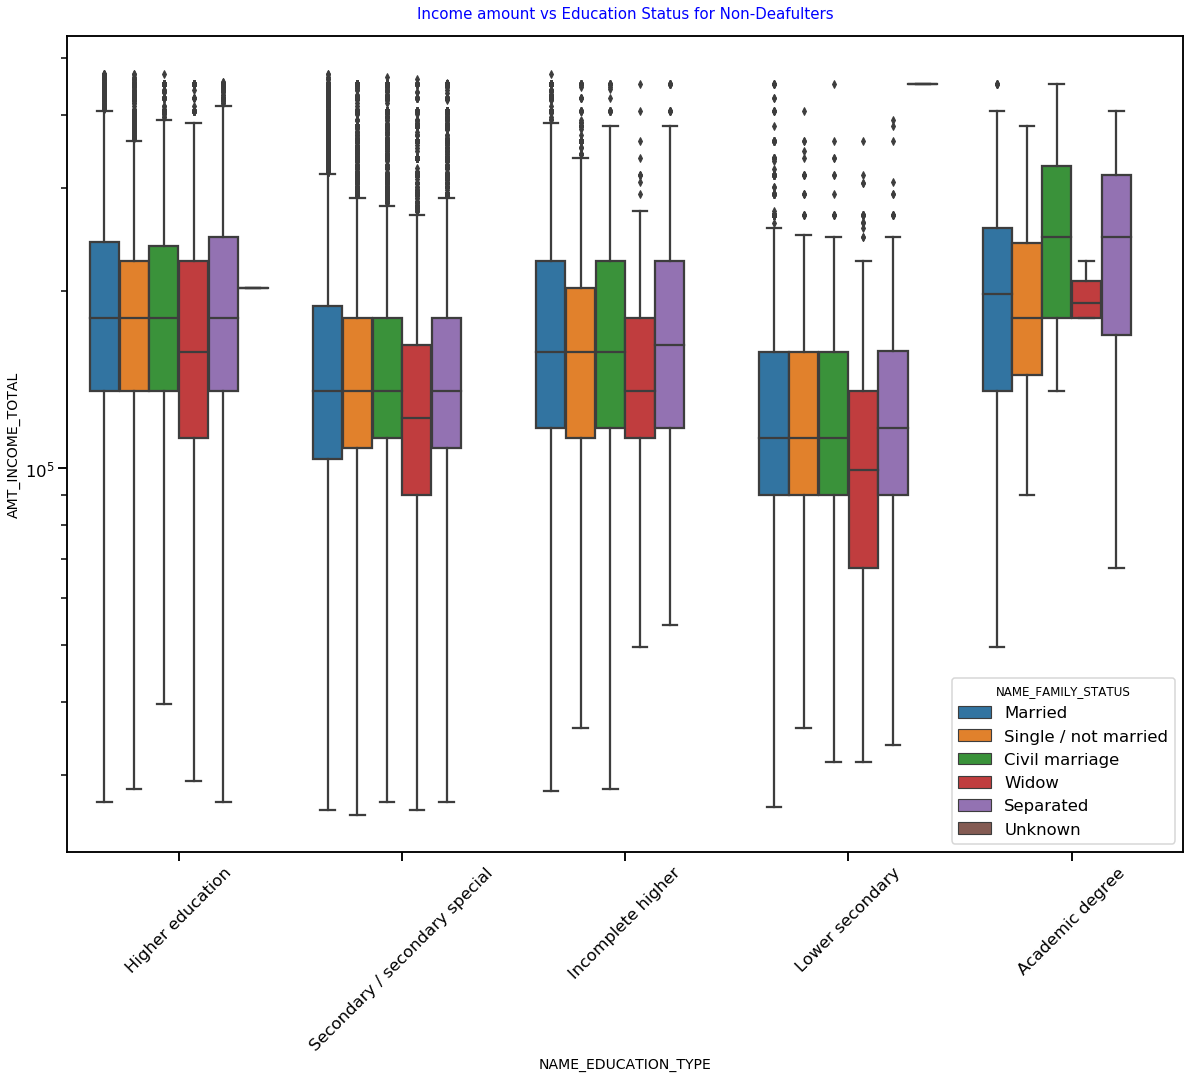 Income amount vs Education Status for Non-Deafulters
AMT_INCOME_TOTAL
10^5
NAME_FAMILY_STATUS
Married
Single / not married
Civil marriage
Widow
Separated
Unknown
Higher education
Secondary / secondary special
Incomplete higher
Lower secondary
Academic degree
NAME_EDUCATION_TYPE